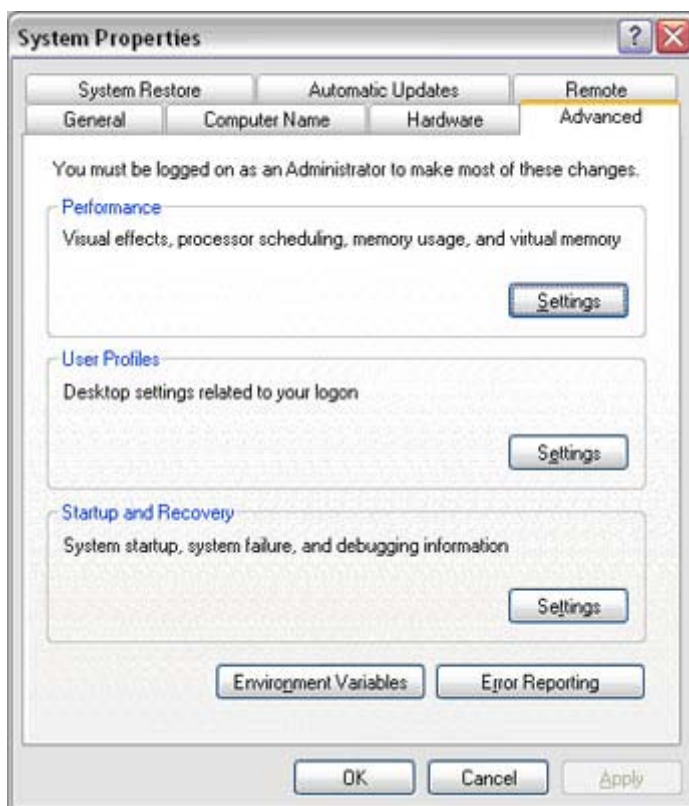 System Properties
System Restore
Automatic Updates
Remote
General
Computer Name
Hardware
Advanced
You must be logged on as an Administrator to make most of these changes.
Performance
Visual effects, processor scheduling, memory usage, and virtual memory
Settings
User Profiles
Desktop settings related to your logon
Settings
Startup and Recovery
System startup, system failure, and debugging information
Settings
Environment Variables
Error Reporting
OK
Cancel
Apply